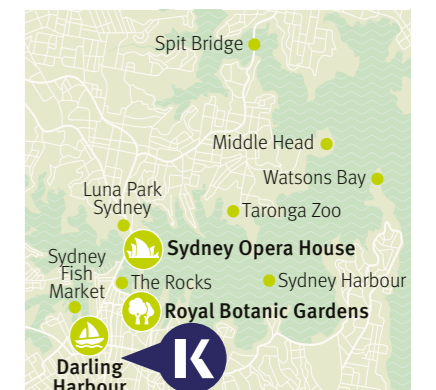 Spit Bridge
Middle Head
Watsons Bay
Luna Park
Sydney
Taronga Zoo
Sydney Opera House
Sydney
Fish
Market
The Rocks
Sydney Harbour
Royal Botanic Gardens
K
Darling
Harbour